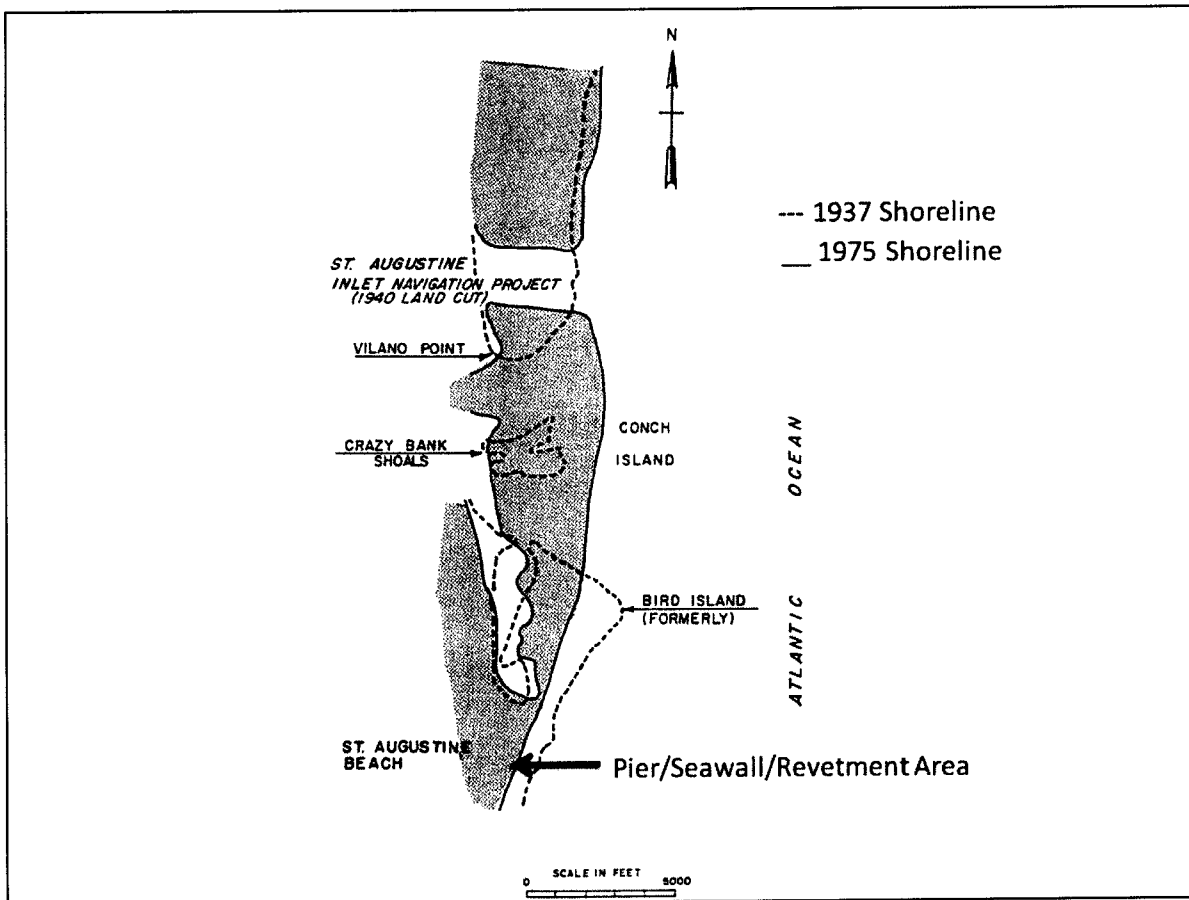 N
--- 1937 Shoreline
__ 1975 Shoreline
ST. AUGUSTINE
INLET NAVIGATION PROJECT
(1940 LAND CUT)
VILANO POINT
CONCH
ISLAND
CRAZY BANK
SHOALS
OCEAN
BIRD ISLAND
(FORMERLY)
ATLANTIC
ST. AUGUSTINE
BEACH
Pier/Seawall/Revetment Area
SCALE IN FEET
0 5000